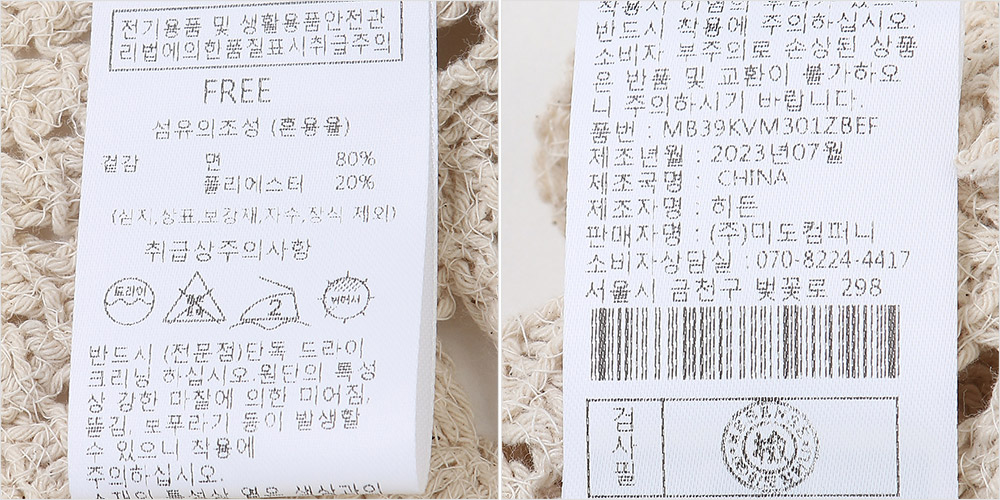 전기용품 및 생활용품안전관
리법에의한품질표시취급주의
FREE
섬유의조성 (혼용율)
겉감 면 80%
폴리에스터 20%
(심지,상표,보강재,자수,장식 제외)
취급상주의사항
드라이
2
뉘어서
반드시 (전문점)단독 드라이
크리닝 하십시오.원단의 특성
상 강한 마찰에 의한 미어짐,
뜯김, 보푸라기 등이 발생할
수 있으니 착용에
주의하십시오.
반드시 착용에 주의하십시오.
소비자 부주의로 손상된 상품
은 반품 및 교환이 불가하오
니 주의하시기 바랍니다.
품번 : MB39KVM301ZBEF
제조년월 : 2023년07월
제조국명 : CHINA
제조자명 : 히든
판매자명 : (주)미도컴퍼니
소비자상담실 : 070-8224-4417
서울시 금천구 벚꽃로 298
검사필